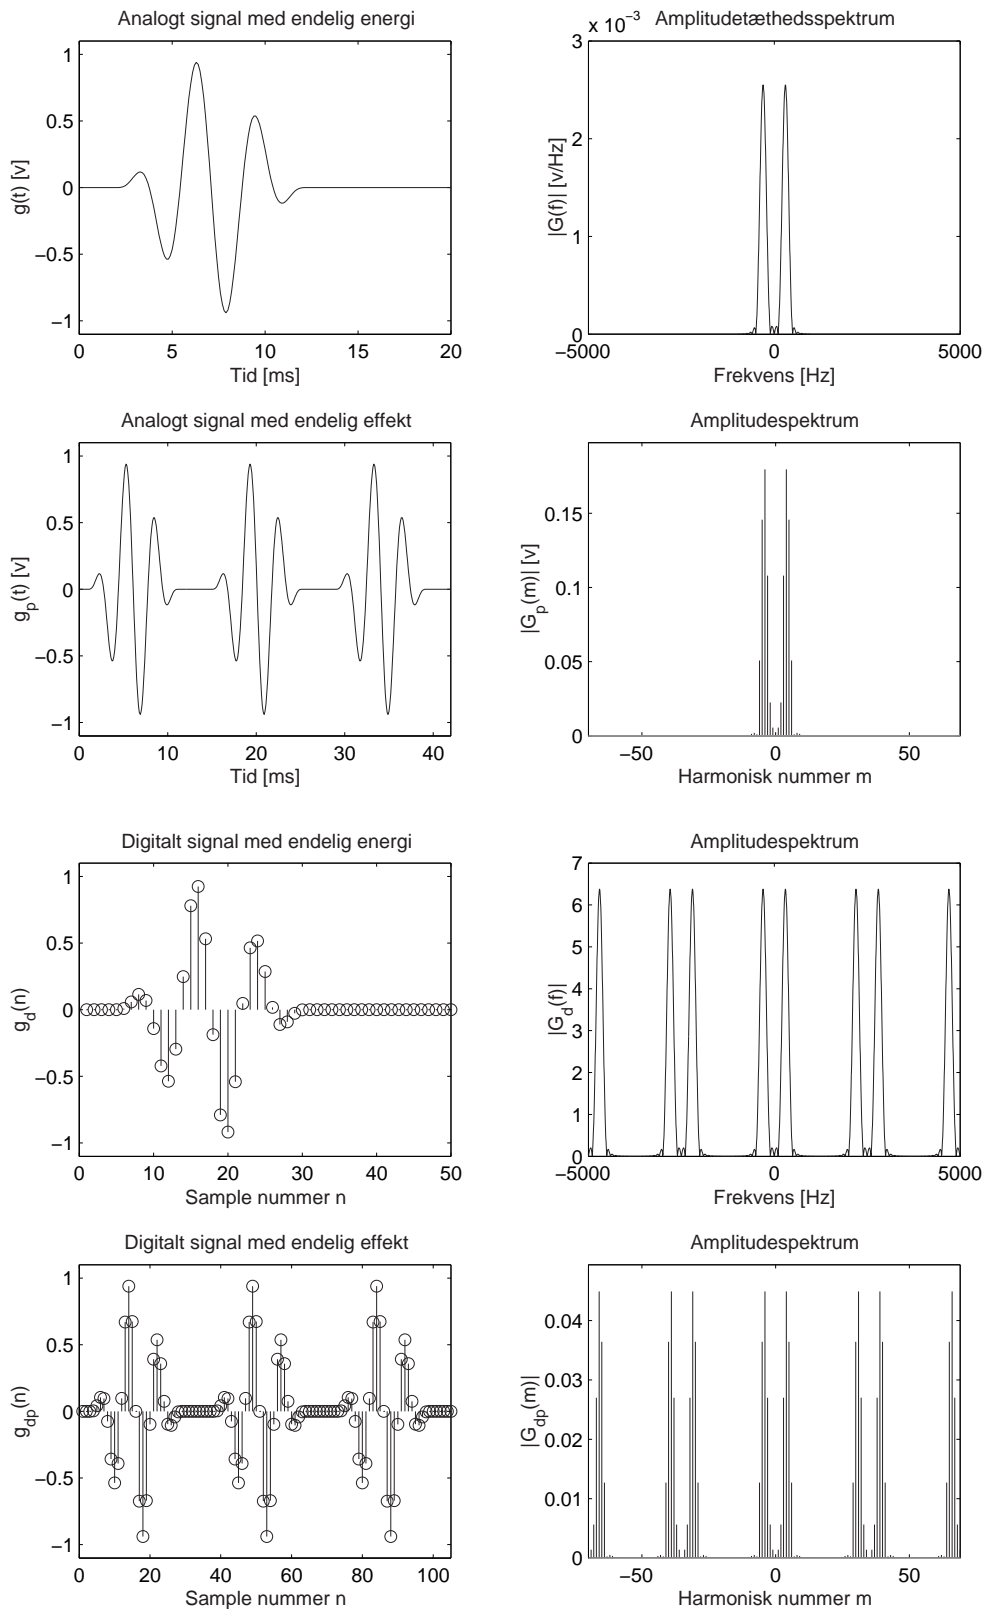 Analogt signal med endelig energi
1
0.5
0
−0.5
−1
g(t) [v]
0 5 10 15 20
Tid [ms]
Amplitudetæthedsspektrum
x 10⁻³
3
2
1
0
|G(f)| [v/Hz]
−5000 0 5000
Frekvens [Hz]
Analogt signal med endelig effekt
1
0.5
0
−0.5
−1
gp(t) [v]
0 10 20 30 40
Tid [ms]
Amplitudespektrum
0.15
0.1
0.05
0
|Gp(m)| [v]
−50 0 50
Harmonisk nummer m
Digitalt signal med endelig energi
1
0.5
0
−0.5
−1
gd(n)
0 10 20 30 40 50
Sample nummer n
Amplitudespektrum
7
6
5
4
3
2
1
0
|Gd(f)|
−5000 0 5000
Frekvens [Hz]
Digitalt signal med endelig effekt
1
0.5
0
−0.5
−1
gdp(n)
0 20 40 60 80 100
Sample nummer n
Amplitudespektrum
0.04
0.03
0.02
0.01
0
|Gdp(m)|
−50 0 50
Harmonisk nummer m